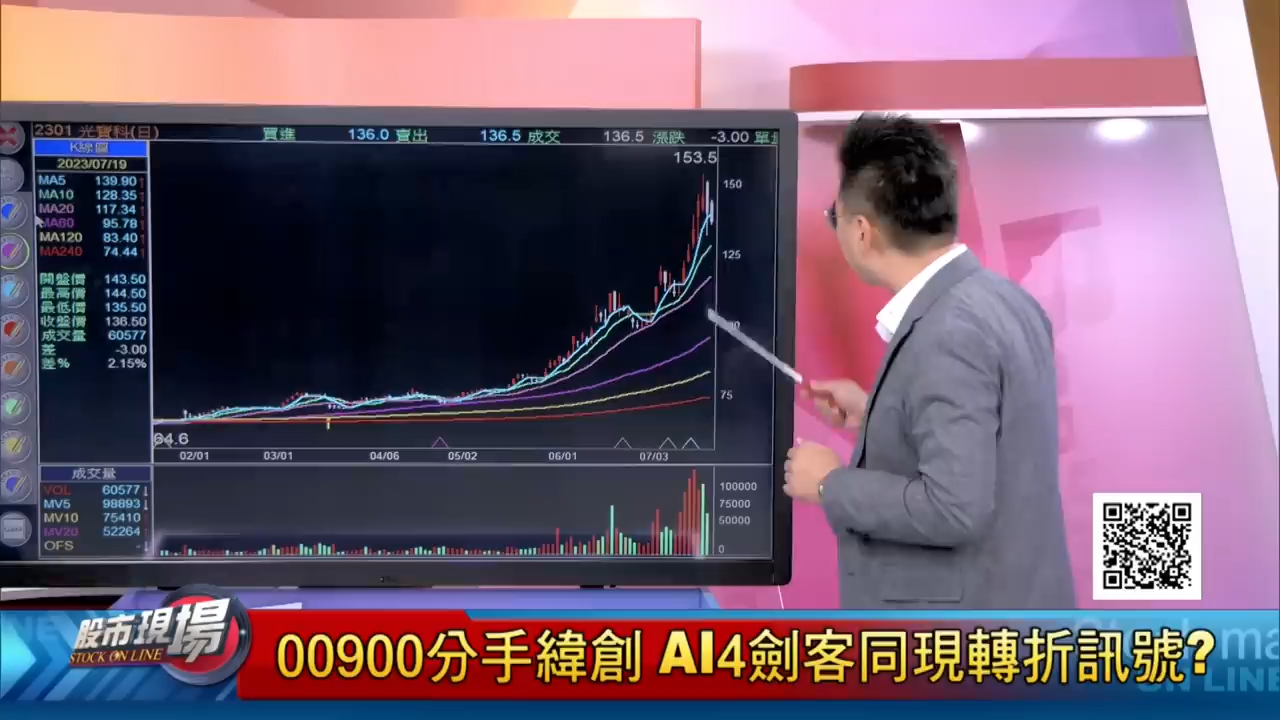 2301 光寶科(日) 買進 136.0 賣出 136.5 成交 136.5 漲跌 -3.00 單量
K線圖
2023/07/19
MA5 139.90
MA10 128.35
MA20 117.34
MA60 95.78
MA120 83.40
MA240 74.44
開盤價 143.50
最高價 144.50
最低價 135.50
收盤價 136.50
成交量 60577
差 -3.00
差% 2.15%
153.5
150
125
75
64.6
02/01 03/01 04/06 05/02 06/01 07/03
成交量
VOL 60577
MV5 98893
MV10 75410
MV20 52264
OFS -
100000
75000
50000
0
股市現場
STOCK ON LINE
00900分手緯創 AI4劍客同現轉折訊號?
ON LINE